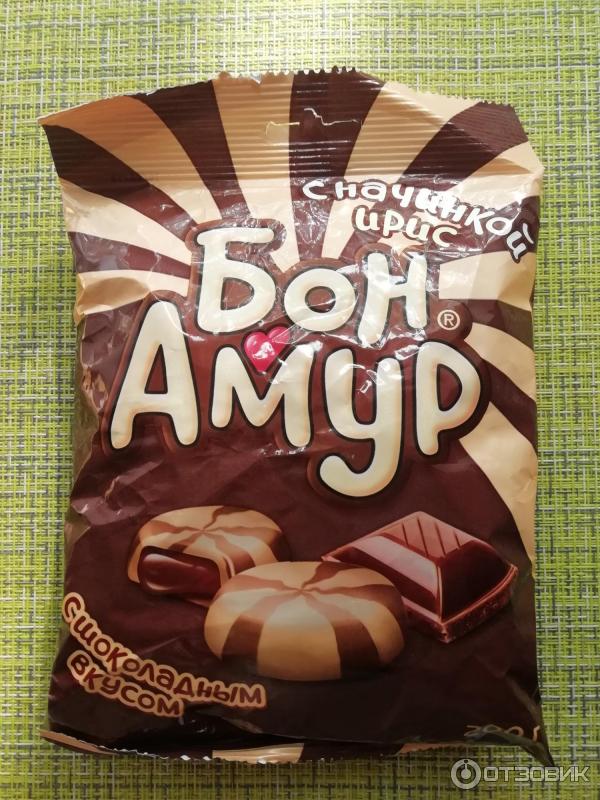 с начинкой
ирис
Бон
Амур®
с шоколадным
вкусом
ОТЗОВИК